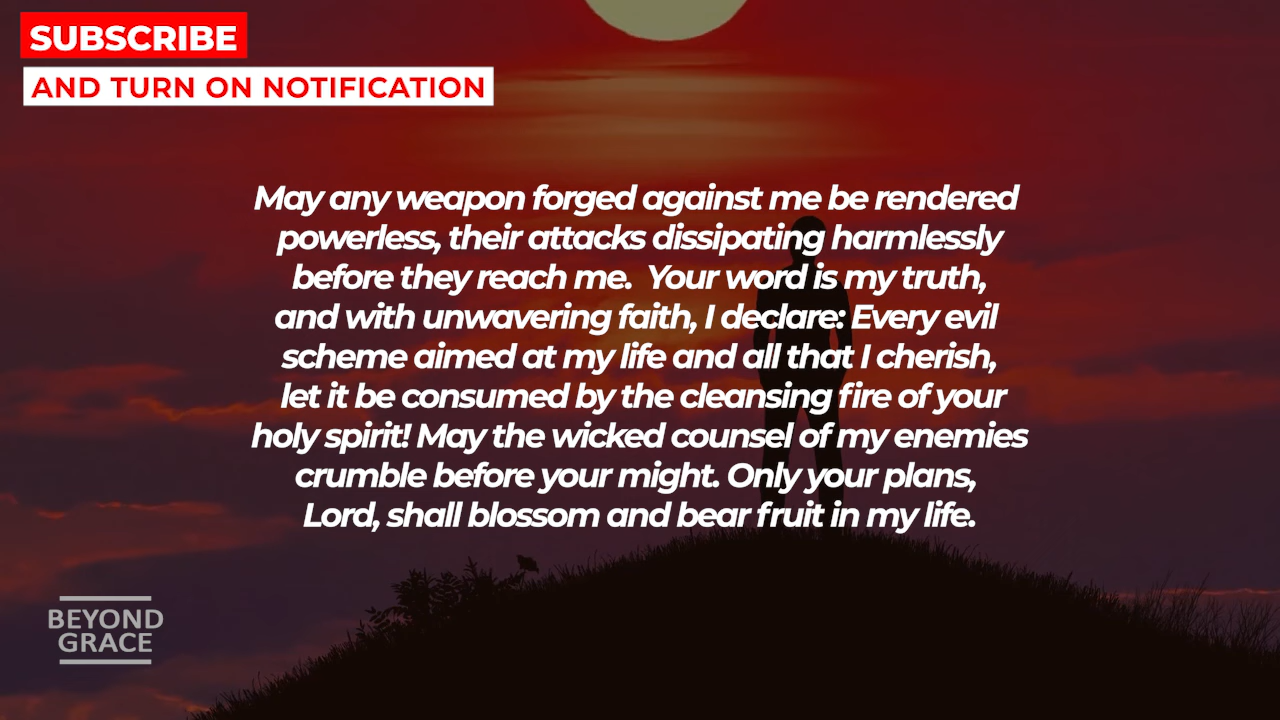 SUBSCRIBE
AND TURN ON NOTIFICATION
May any weapon forged against me be rendered
powerless, their attacks dissipating harmlessly
before they reach me. Your word is my truth,
and with unwavering faith, I declare: Every evil
scheme aimed at my life and all that I cherish,
let it be consumed by the cleansing fire of your
holy spirit! May the wicked counsel of my enemies
crumble before your might. Only your plans,
Lord, shall blossom and bear fruit in my life.
BEYOND
GRACE